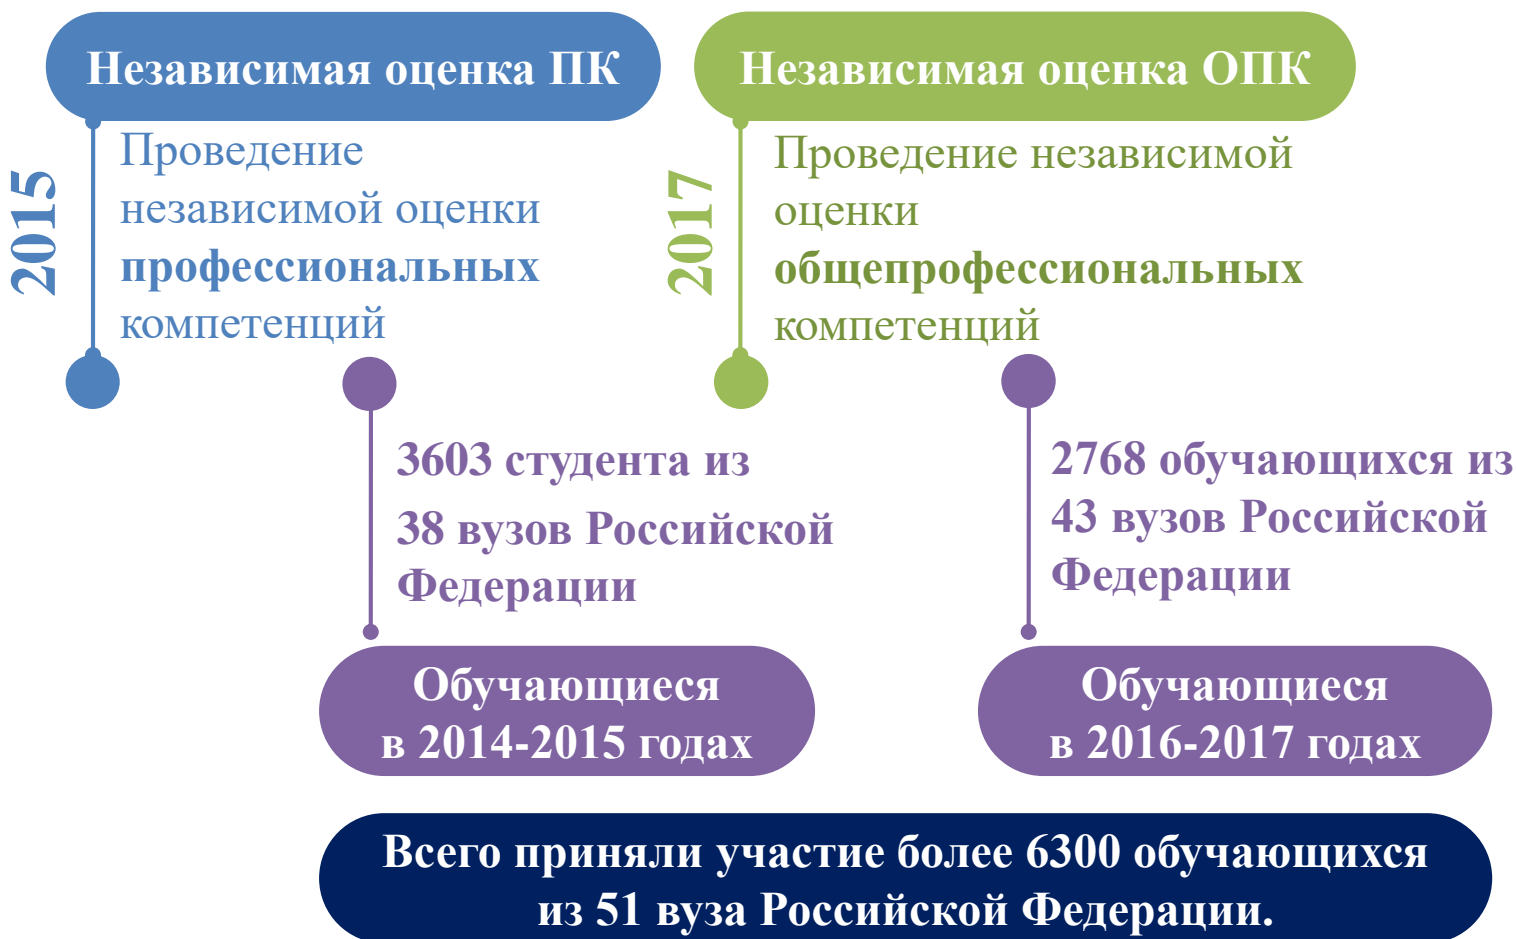 Независимая оценка ПК
2015
Проведение
независимой оценки
профессиональных
компетенций
3603 студента из
38 вузов Российской
Федерации
Обучающиеся
в 2014-2015 годах
Независимая оценка ОПК
2017
Проведение независимой
оценки
общепрофессиональных
компетенций
2768 обучающихся из
43 вузов Российской
Федерации
Обучающиеся
в 2016-2017 годах
Всего приняли участие более 6300 обучающихся
из 51 вуза Российской Федерации.